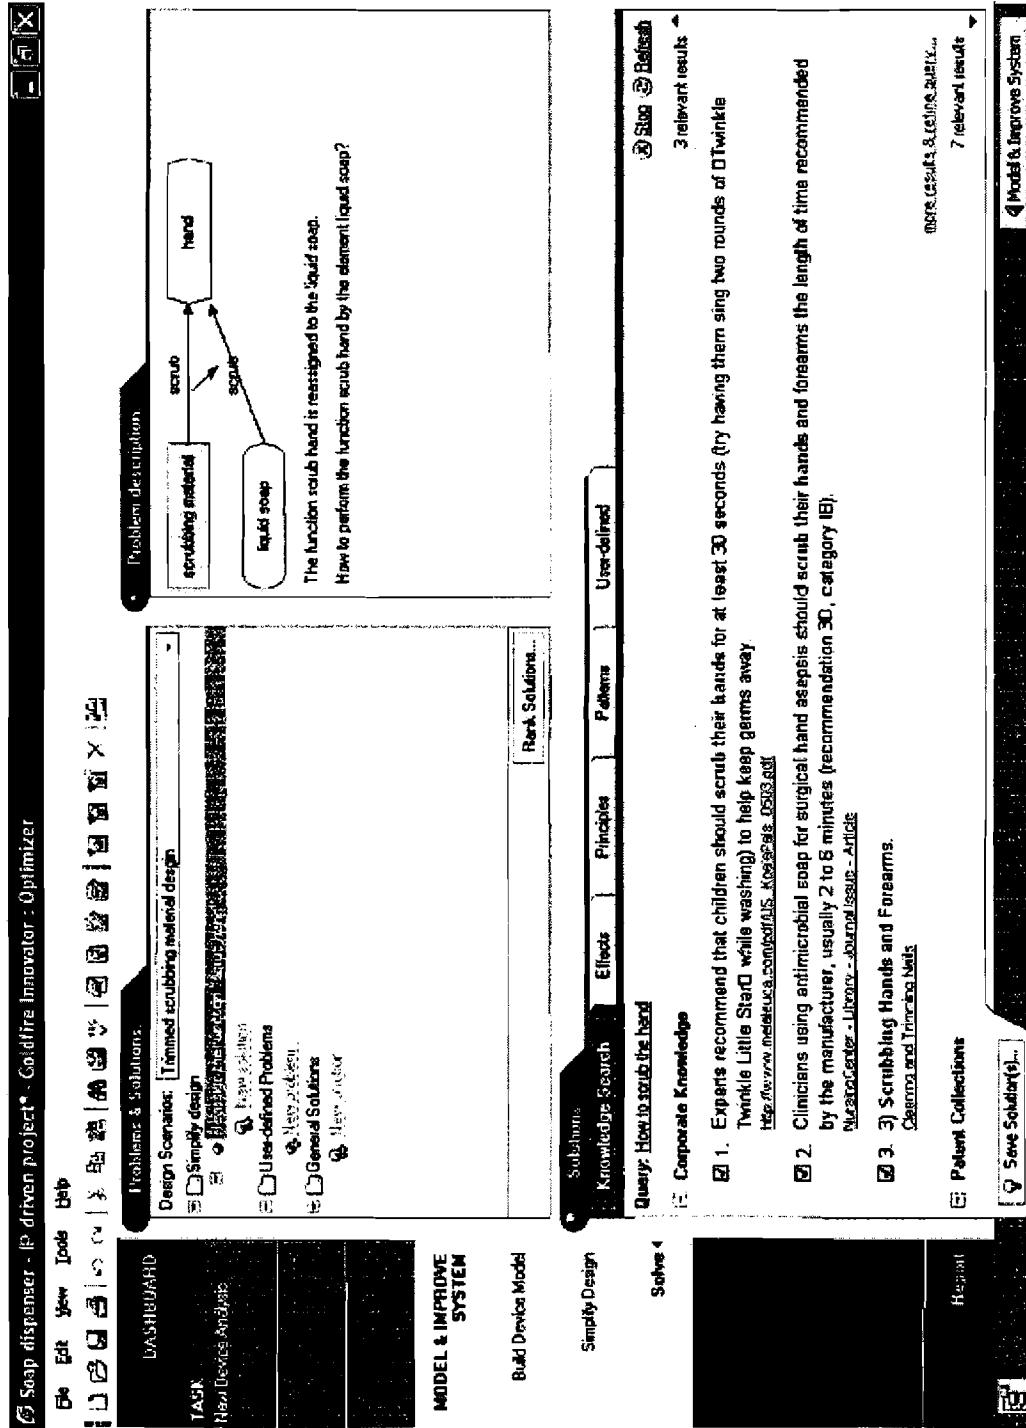 Soap dispenser - IP driven project* - Goldfire Innovator : Optimizer
File Edit View Tools Help
DASHBOARD
TASK
Next Device Analysis
MODEL & IMPROVE
SYSTEM
Build Device Model
Simplify Design
Solve
Report
Problems & Solutions
Design Scenarios: Trimmed scrubbing material design
Simplify design
New solution
User-defined Problems
New problem
General Solutions
Rank Solutions...
Problem description
scrubbing material
scrub
hand
scrub
liquid soap
The function scrub hand is reassigned to the liquid soap.
How to perform the function scrub hand by the element liquid soap?
Solutions
Knowledge Search Effects Principles Patterns User-defined
Query: How to scrub the hand Stop Refresh
Corporate Knowledge 3 relevant results
1. Experts recommend that children should scrub their hands for at least 30 seconds (try having them sing two rounds of Twinkle
Twinkle Little Star while washing) to help keep germs away.
2. Clinicians using antimicrobial soap for surgical hand asepsis should scrub their hands and forearms the length of time recommended
by the manufacturer, usually 2 to 6 minutes (recommendation 3D, category IB).
Nursingcenter - Library - Journal Issue - Article
3. 3) Scrubbing Hands and Forearms.
Cleaning and Trimming Nails
more results & refine query...
Patent Collections 7 relevant results
Save Solution(s)... Model & Improve System